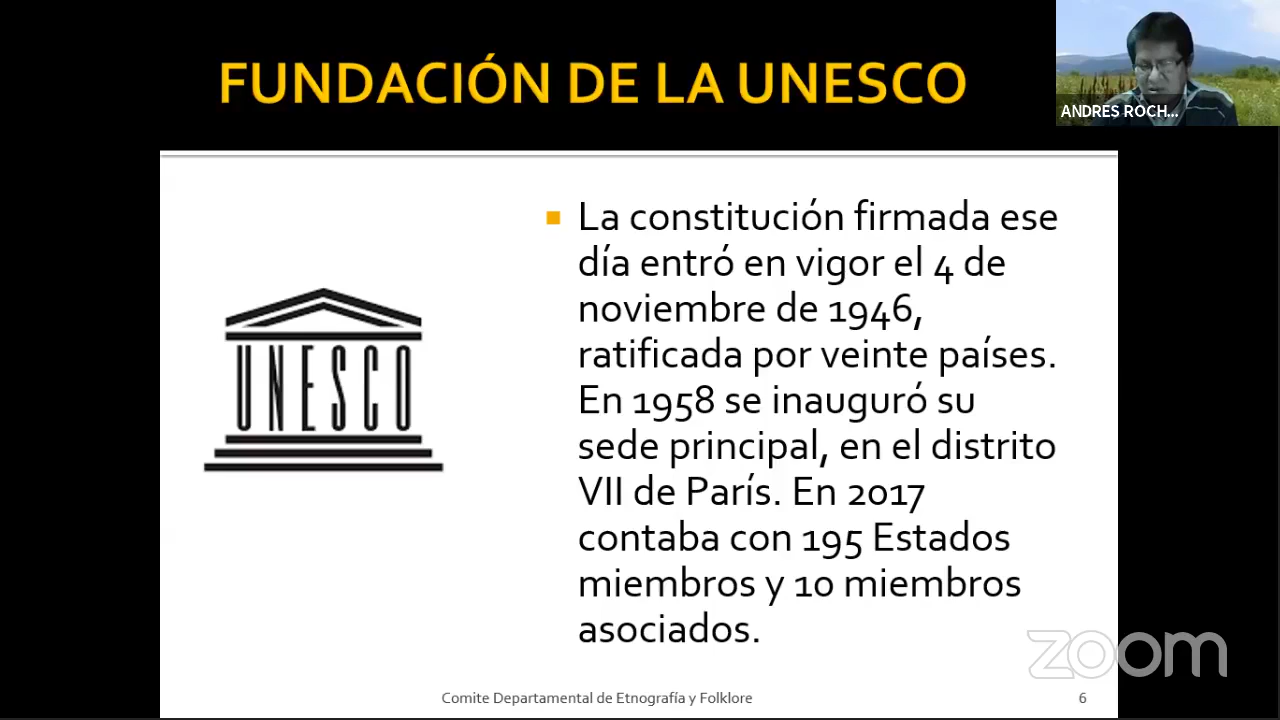 FUNDACIÓN DE LA UNESCO
ANDRES ROCH...
La constitución firmada ese
día entró en vigor el 4 de
noviembre de 1946,
ratificada por veinte países.
En 1958 se inauguró su
sede principal, en el distrito
VII de París. En 2017
contaba con 195 Estados
miembros y 10 miembros
asociados.
UNESCO
zoom
Comite Departamental de Etnografía y Folklore
6